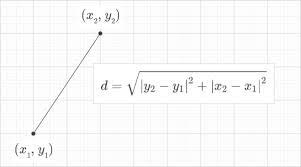 (x₂, y₂)
d = √(|y₂ − y₁|² + |x₂ − x₁|²)
(x₁, y₁)